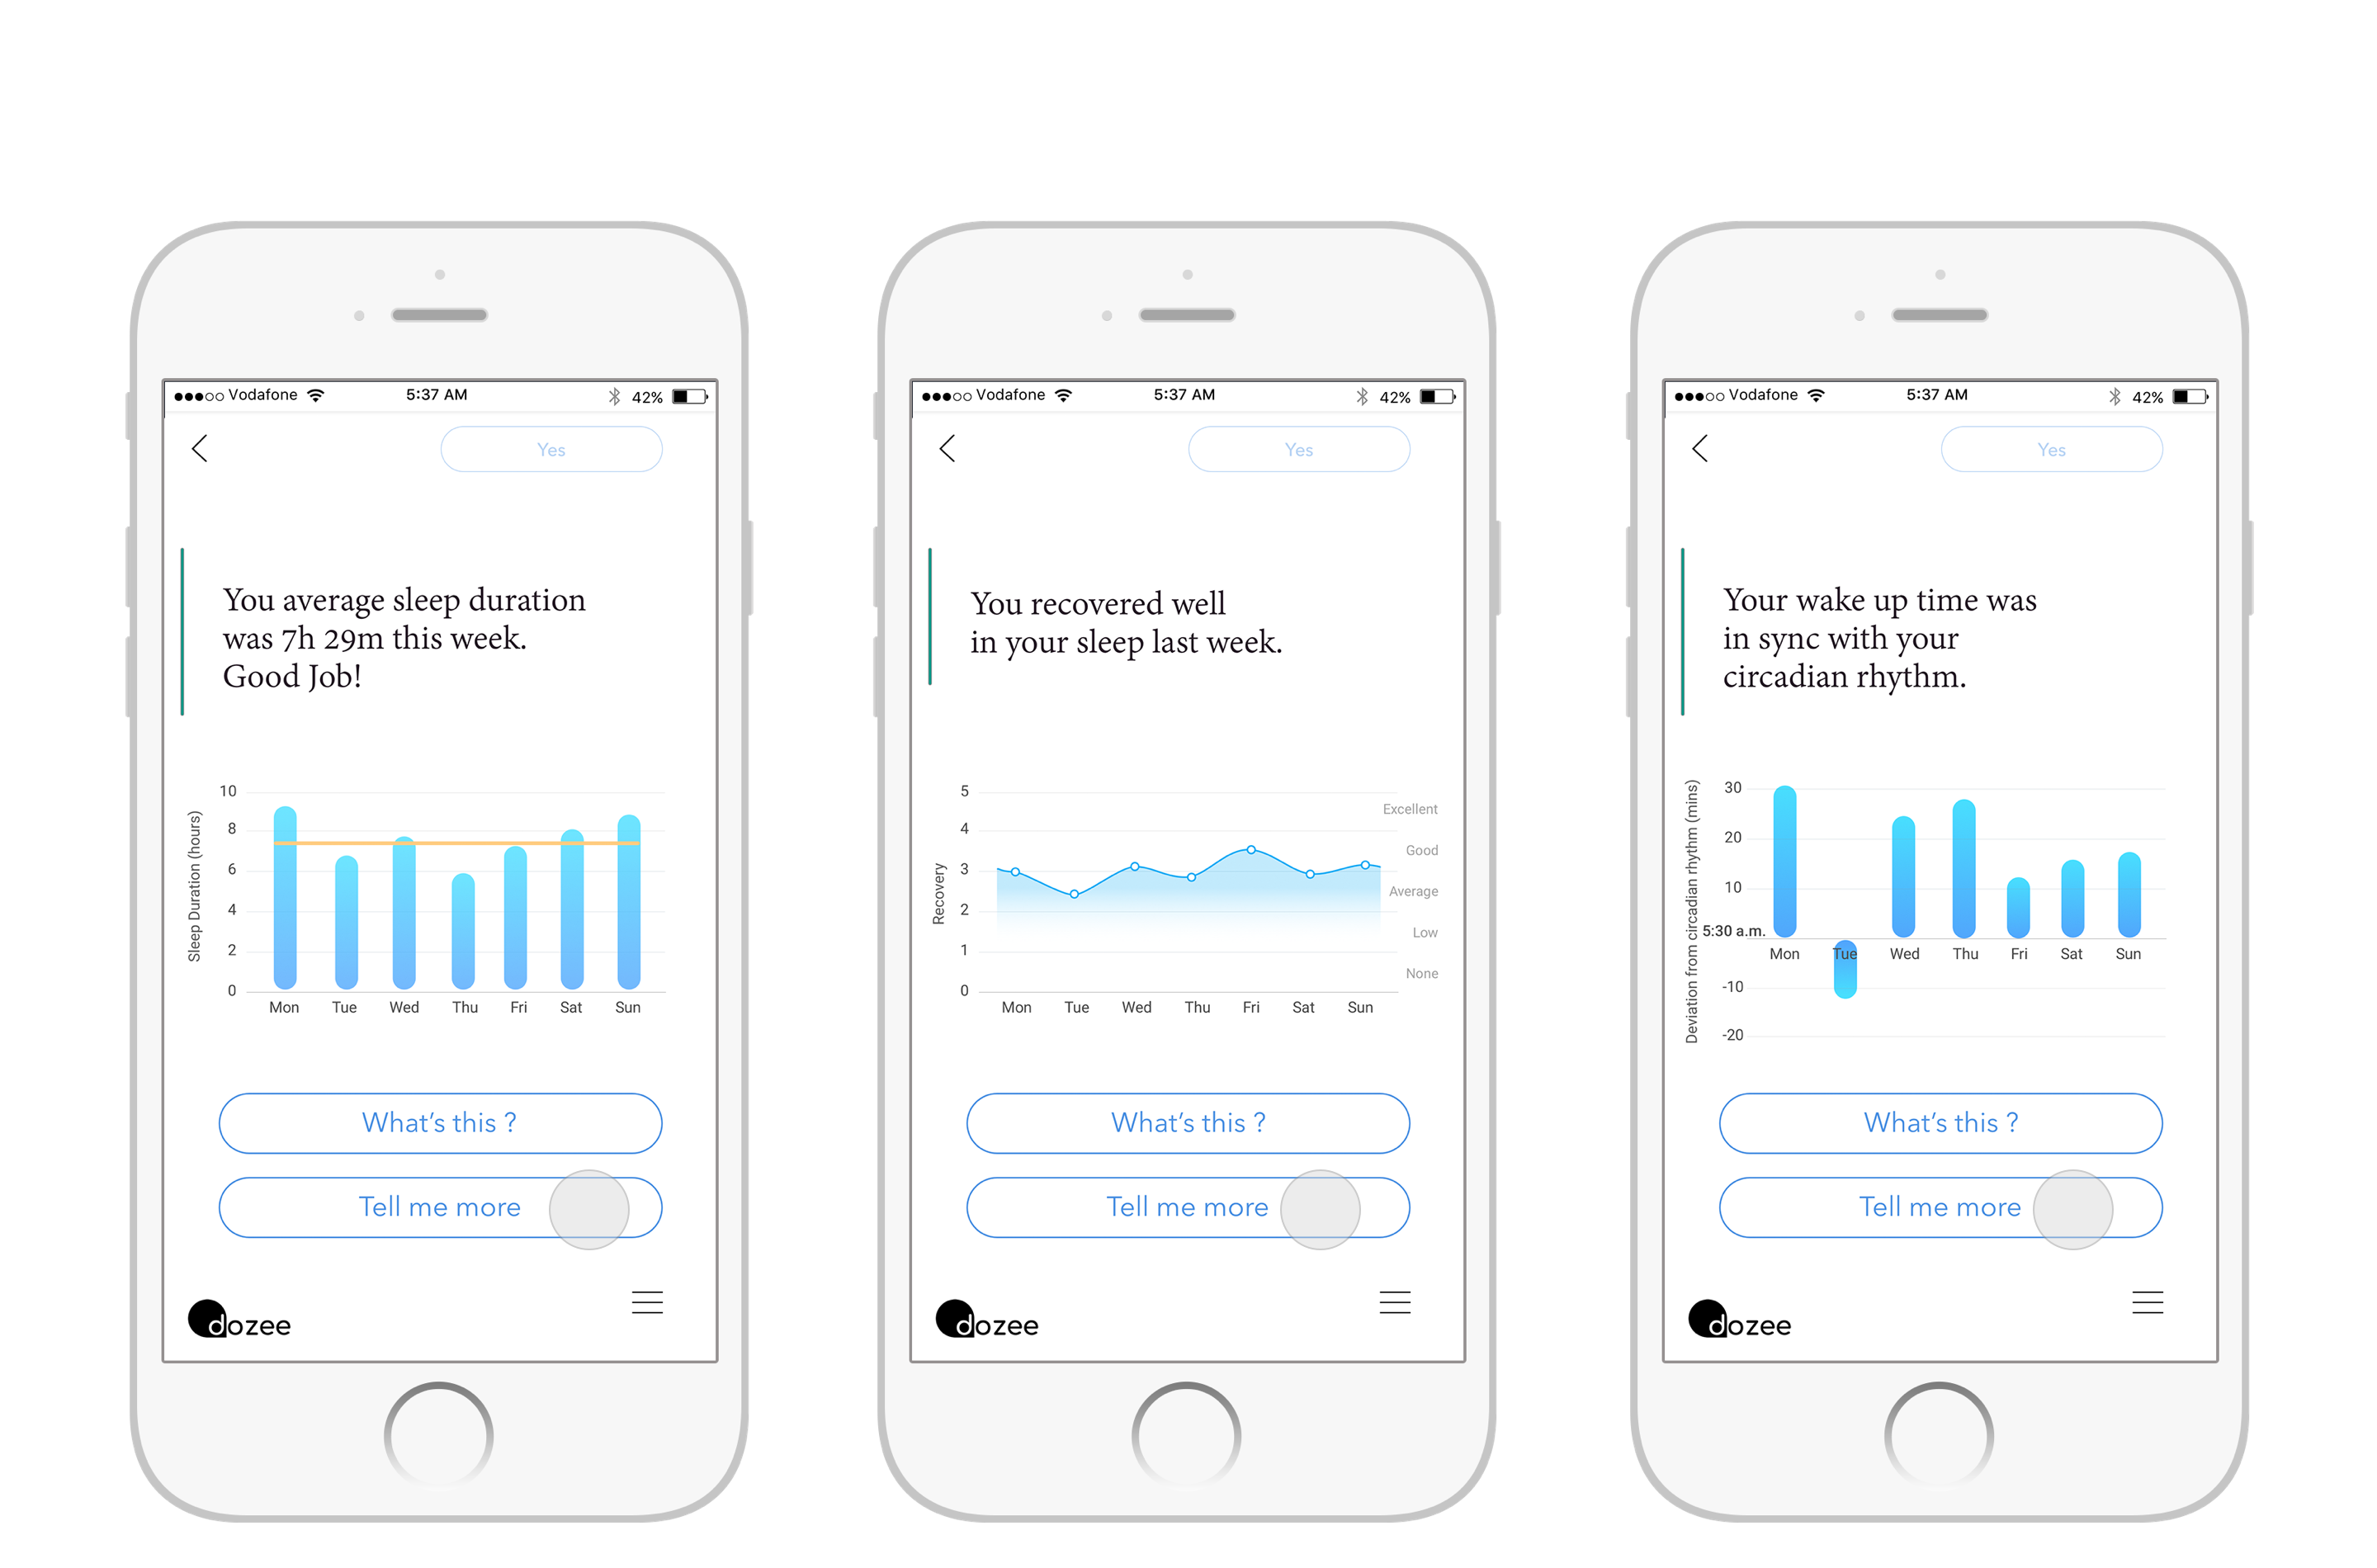 Vodafone 5:37 AM 42%
Yes
You average sleep duration
was 7h 29m this week.
Good Job!
Sleep Duration (hours)
10
8
6
4
2
0
Mon Tue Wed Thu Fri Sat Sun
What's this ?
Tell me more
dozee
Vodafone 5:37 AM 42%
Yes
You recovered well
in your sleep last week.
Recovery
5
4
3
2
1
0
Excellent
Good
Average
Low
None
Mon Tue Wed Thu Fri Sat Sun
What's this ?
Tell me more
dozee
Vodafone 5:37 AM 42%
Yes
Your wake up time was
in sync with your
circadian rhythm.
Deviation from circadian rhythm (mins)
30
20
10
5:30 a.m.
Mon Tue Wed Thu Fri Sat Sun
-10
-20
What's this ?
Tell me more
dozee